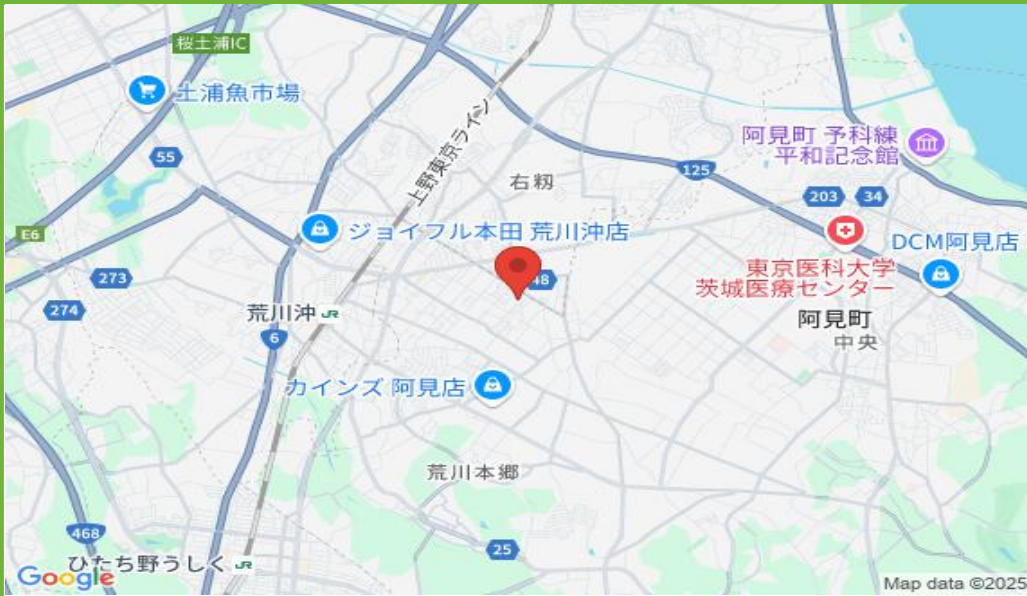 桜土浦IC
土浦魚市場
上野東京ライン
55
125
阿見町 予科練
平和記念館
右籾
203
34
E6
ジョイフル本田 荒川沖店
DCM阿見店
東京医科大学
茨城医療センター
273
48
274
荒川沖 JR
6
阿見町
中央
カインズ 阿見店
荒川本郷
468
25
ひたち野うしく JR
Google
Map data ©2025